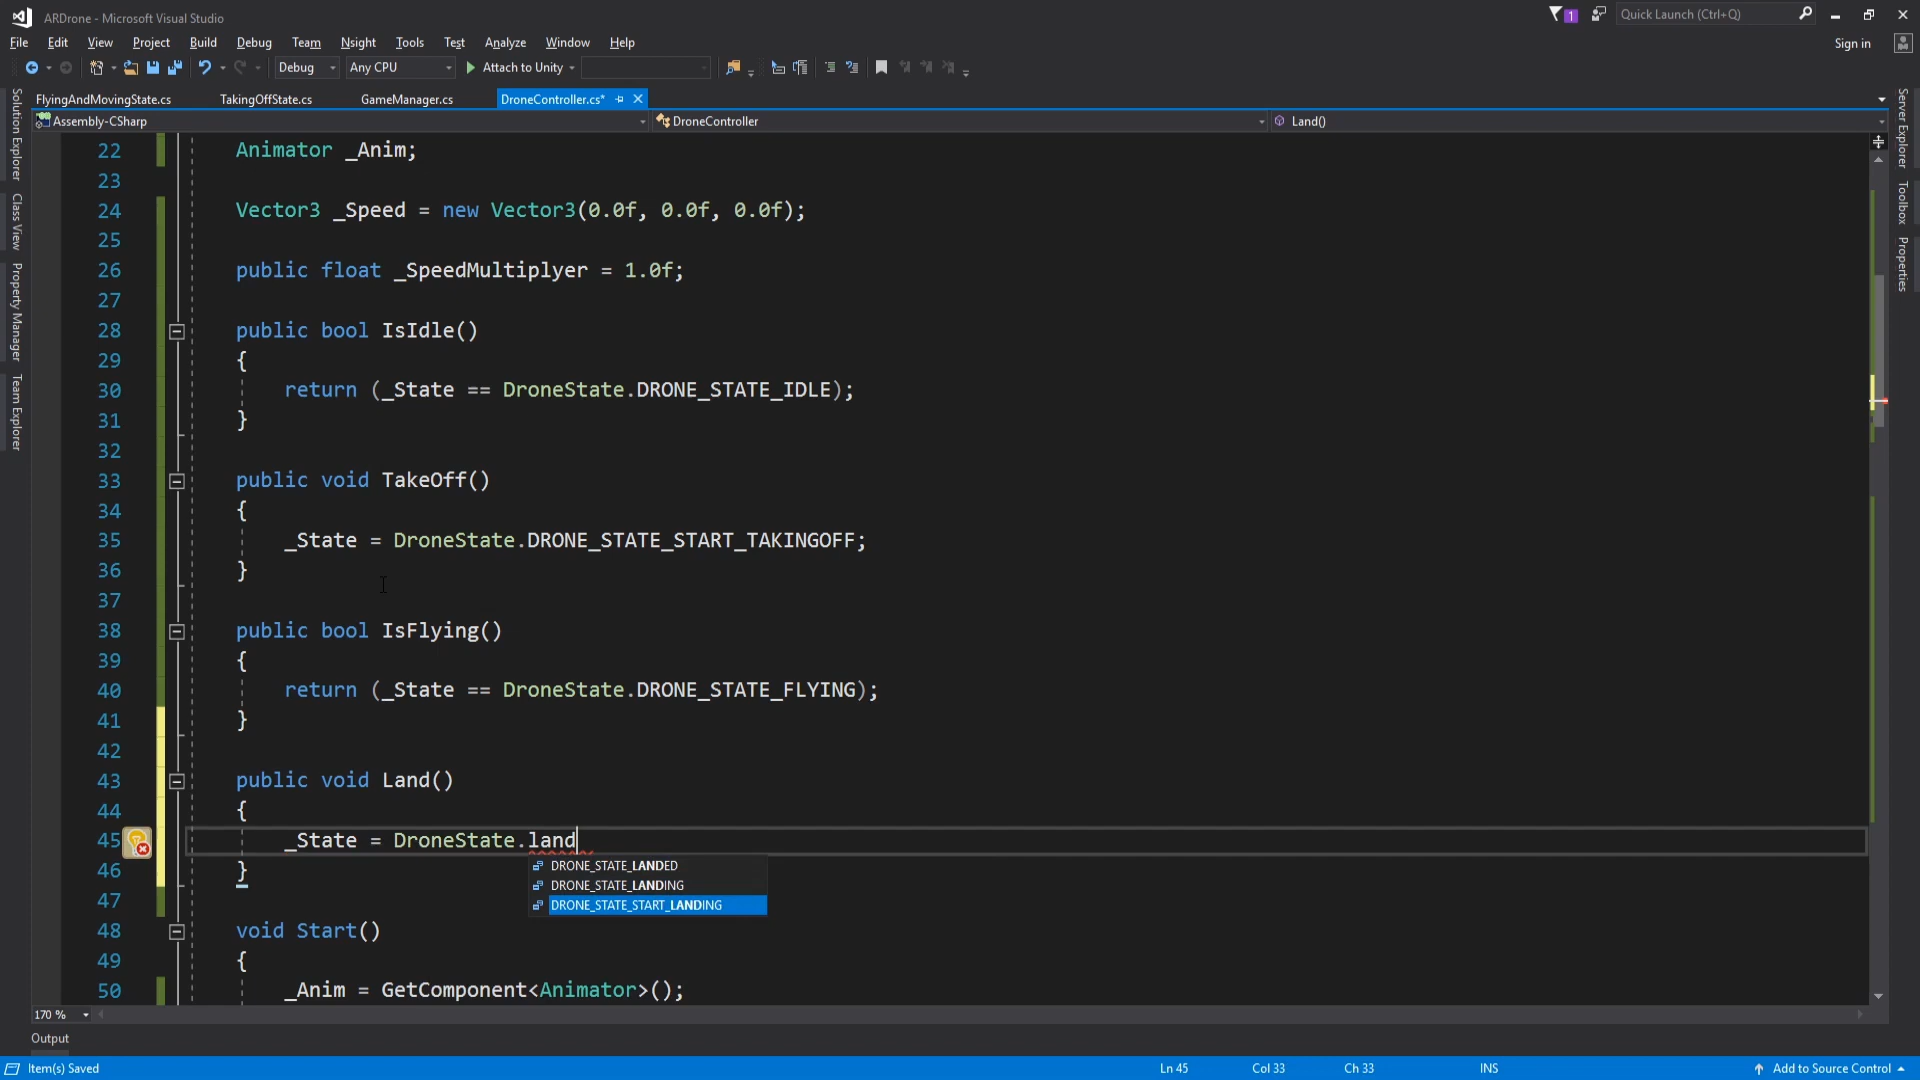 ARDrone - Microsoft Visual Studio
1
Quick Launch (Ctrl+Q)
File Edit View Project Build Debug Team Nsight Tools Test Analyze Window Help
Sign in
Debug Any CPU Attach to Unity
FlyingAndMovingState.cs TakingOffState.cs GameManager.cs DroneController.cs*
Assembly-CSharp DroneController Land()
Solution Explorer
Class View
Property Manager
Team Explorer
Server Explorer
Toolbox
Properties
22 Animator _Anim;
23
24 Vector3 _Speed = new Vector3(0.0f, 0.0f, 0.0f);
25
26 public float _SpeedMultiplyer = 1.0f;
27
28 public bool IsIdle()
29 {
30 return (_State == DroneState.DRONE_STATE_IDLE);
31 }
32
33 public void TakeOff()
34 {
35 _State = DroneState.DRONE_STATE_START_TAKINGOFF;
36 }
37
38 public bool IsFlying()
39 {
40 return (_State == DroneState.DRONE_STATE_FLYING);
41 }
42
43 public void Land()
44 {
45 _State = DroneState.land
DRONE_STATE_LANDED
46 }
DRONE_STATE_LANDING
DRONE_STATE_START_LANDING
47
48 void Start()
49 {
50 _Anim = GetComponent<Animator>();
170 %
Output
Item(s) Saved Ln 45 Col 33 Ch 33 INS Add to Source Control